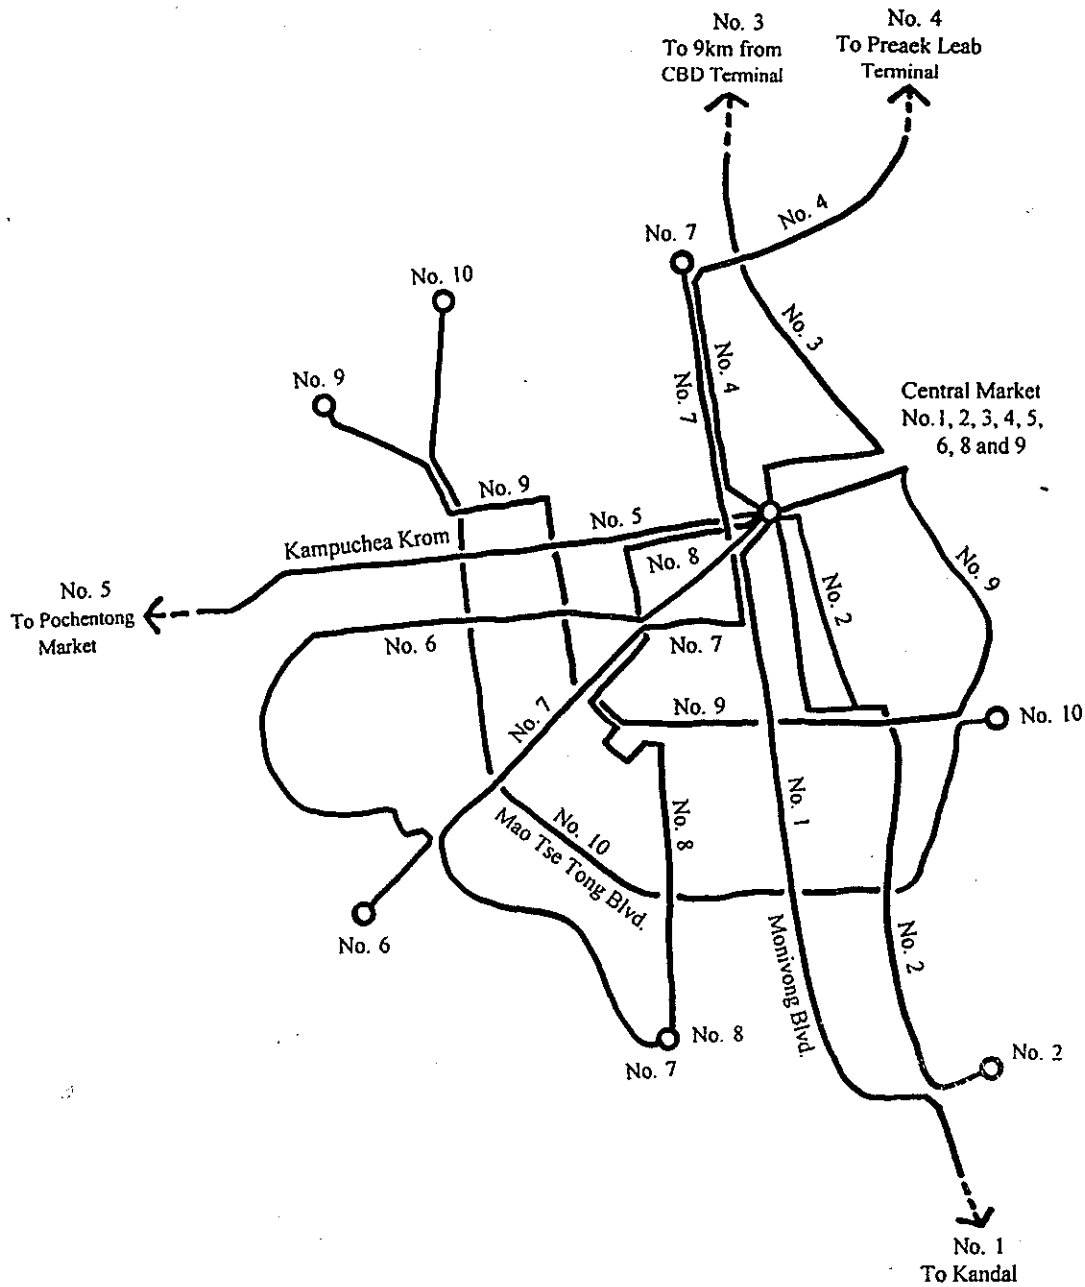 No. 3
To 9km from
CBD Terminal
No. 4
To Preaek Leab
Terminal
No. 4
No. 7
No. 10
No. 3
No. 4
No. 7
No. 9
Central Market
No.1, 2, 3, 4, 5,
6, 8 and 9
No. 9
No. 5
Kampuchea Krom
No. 8
No. 9
No. 5
To Pochentong
Market
No. 2
No. 6
No. 7
No. 7
No. 9
No. 10
No. 1
No. 10
No. 8
Mao Tse Tong Blvd.
No. 6
No. 2
Monivong Blvd.
No. 8
No. 7
No. 2
No. 1
To Kandal